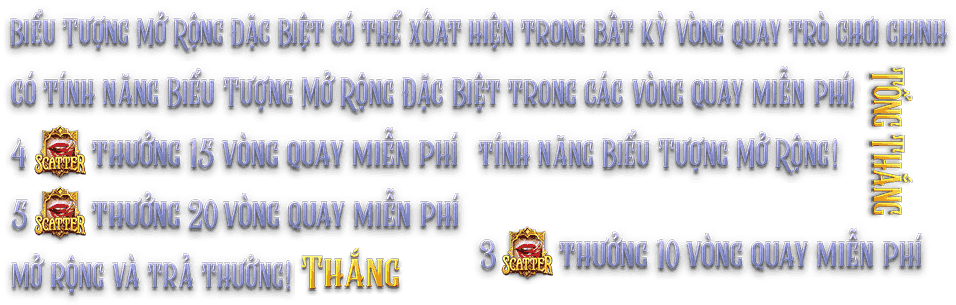 Biểu Tượng Mở Rộng Đặc Biệt có thể xuất hiện trong bất kỳ vòng quay trò chơi chính
có tính năng Biểu Tượng Mở Rộng Đặc Biệt trong các vòng quay miễn phí!
Tổng Thắng
4 SCATTER thưởng 15 vòng quay miễn phí
tính năng Biểu Tượng Mở Rộng!
5 SCATTER thưởng 20 vòng quay miễn phí
3 SCATTER thưởng 10 vòng quay miễn phí
mở rộng và trả thưởng!
Thắng